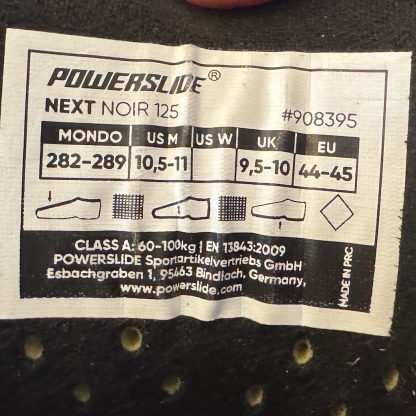 POWERSLIDE®
NEXT NOIR 125 #908395
MONDO US M US W UK EU
282-289 10,5-11 9,5-10 44-45
CLASS A: 60-100kg | EN 13843:2009
POWERSLIDE Sportartikelvertriebs GmbH
Esbachgraben 1, 95463 Bindlach, Germany,
www.powerslide.com
MADE IN PRC